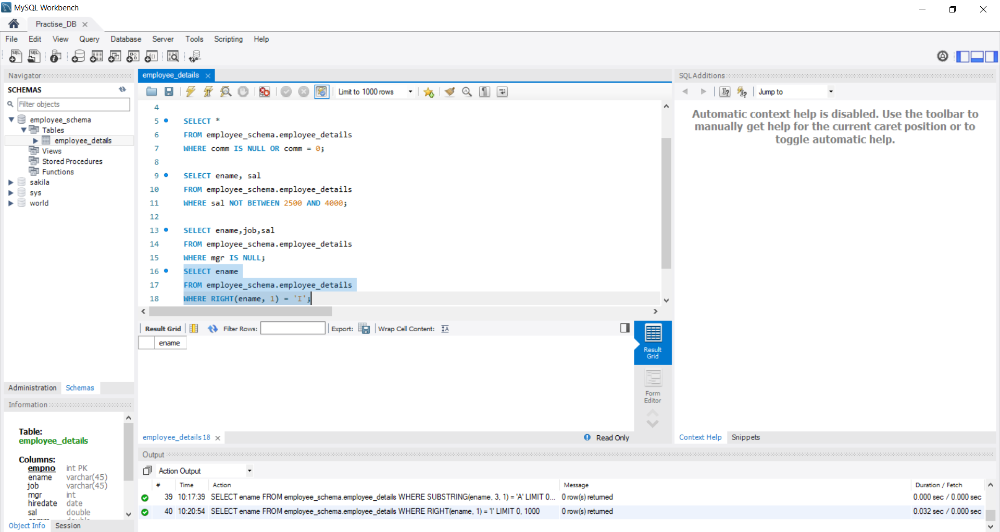 MySQL Workbench
Practise_DB
File Edit View Query Database Server Tools Scripting Help
Navigator
SCHEMAS
Filter objects
employee_schema
Tables
employee_details
Views
Stored Procedures
Functions
sakila
sys
world
Administration Schemas
Information
Table:
employee_details
Columns:
empno int PK
ename varchar(45)
job varchar(45)
mgr int
hiredate date
sal double
Object Info Session
employee_details
Limit to 1000 rows
4
5 SELECT *
6 FROM employee_schema.employee_details
7 WHERE comm IS NULL OR comm = 0;
8
9 SELECT ename, sal
10 FROM employee_schema.employee_details
11 WHERE sal NOT BETWEEN 2500 AND 4000;
12
13 SELECT ename,job,sal
14 FROM employee_schema.employee_details
15 WHERE mgr IS NULL;
16 SELECT ename
17 FROM employee_schema.employee_details
18 WHERE RIGHT(ename, 1) = 'I';
Result Grid Filter Rows: Export: Wrap Cell Content:
ename
Result
Grid
Form
Editor
employee_details 18
Read Only
SQLAdditions
Jump to
Automatic context help is disabled. Use the toolbar to
manually get help for the current caret position or to
toggle automatic help.
Context Help Snippets
Output
Action Output
# Time Action Message Duration / Fetch
39 10:17:39 SELECT ename FROM employee_schema.employee_details WHERE SUBSTRING(ename, 3, 1) = 'A' LIMIT 0... 0 row(s) returned 0.000 sec / 0.000 sec
40 10:20:54 SELECT ename FROM employee_schema.employee_details WHERE RIGHT(ename, 1) = 'I' LIMIT 0, 1000 0 row(s) returned 0.032 sec / 0.000 sec